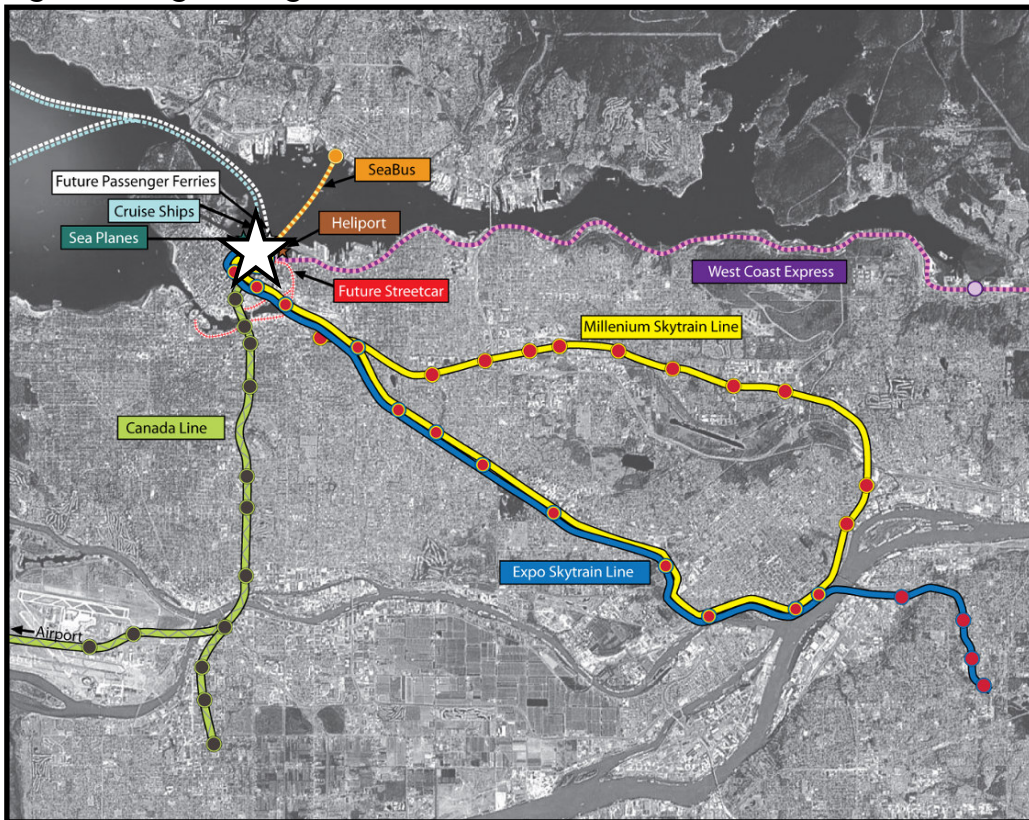 SeaBus
Future Passenger Ferries
Cruise Ships
Heliport
Sea Planes
West Coast Express
Future Streetcar
Millenium Skytrain Line
Canada Line
Expo Skytrain Line
Airport